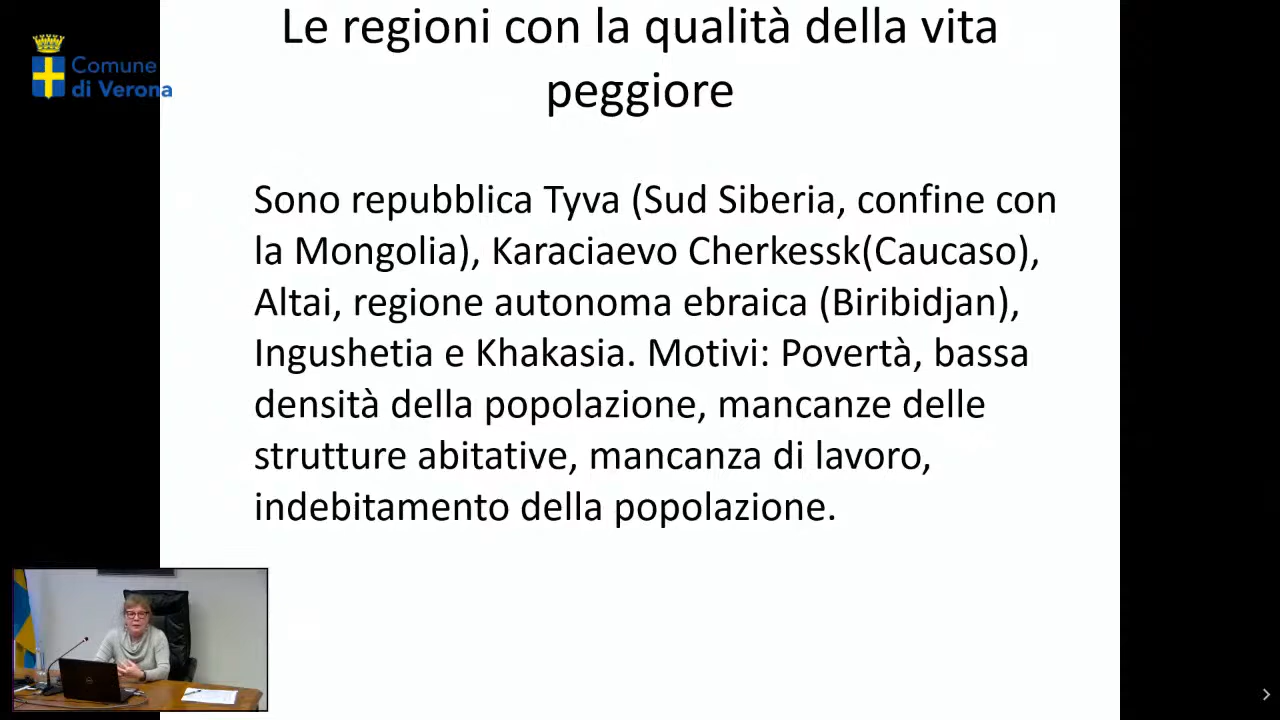 Le regioni con la qualità della vita
peggiore
Comune
di Verona
Sono repubblica Tyva (Sud Siberia, confine con
la Mongolia), Karaciaevo Cherkessk(Caucaso),
Altai, regione autonoma ebraica (Biribidjan),
Ingushetia e Khakasia. Motivi: Povertà, bassa
densità della popolazione, mancanze delle
strutture abitative, mancanza di lavoro,
indebitamento della popolazione.